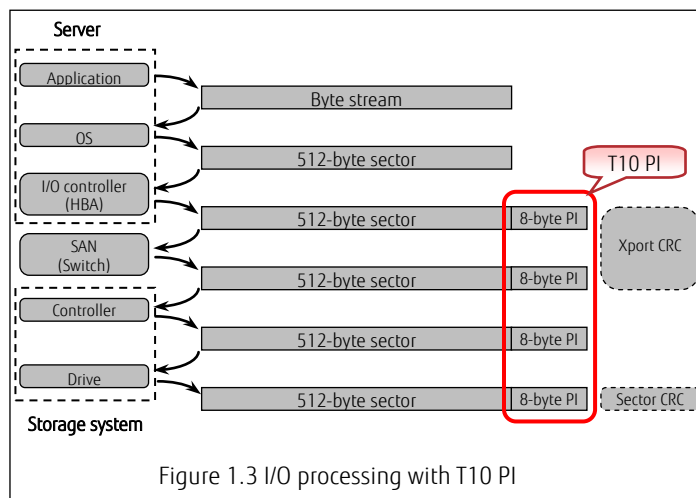 Server
Application
Byte stream
OS
512-byte sector
T10 PI
I/O controller
(HBA)
512-byte sector
8-byte PI
Xport CRC
SAN
(Switch)
512-byte sector
8-byte PI
Controller
512-byte sector
8-byte PI
Drive
512-byte sector
8-byte PI
Sector CRC
Storage system
Figure 1.3 I/O processing with T10 PI